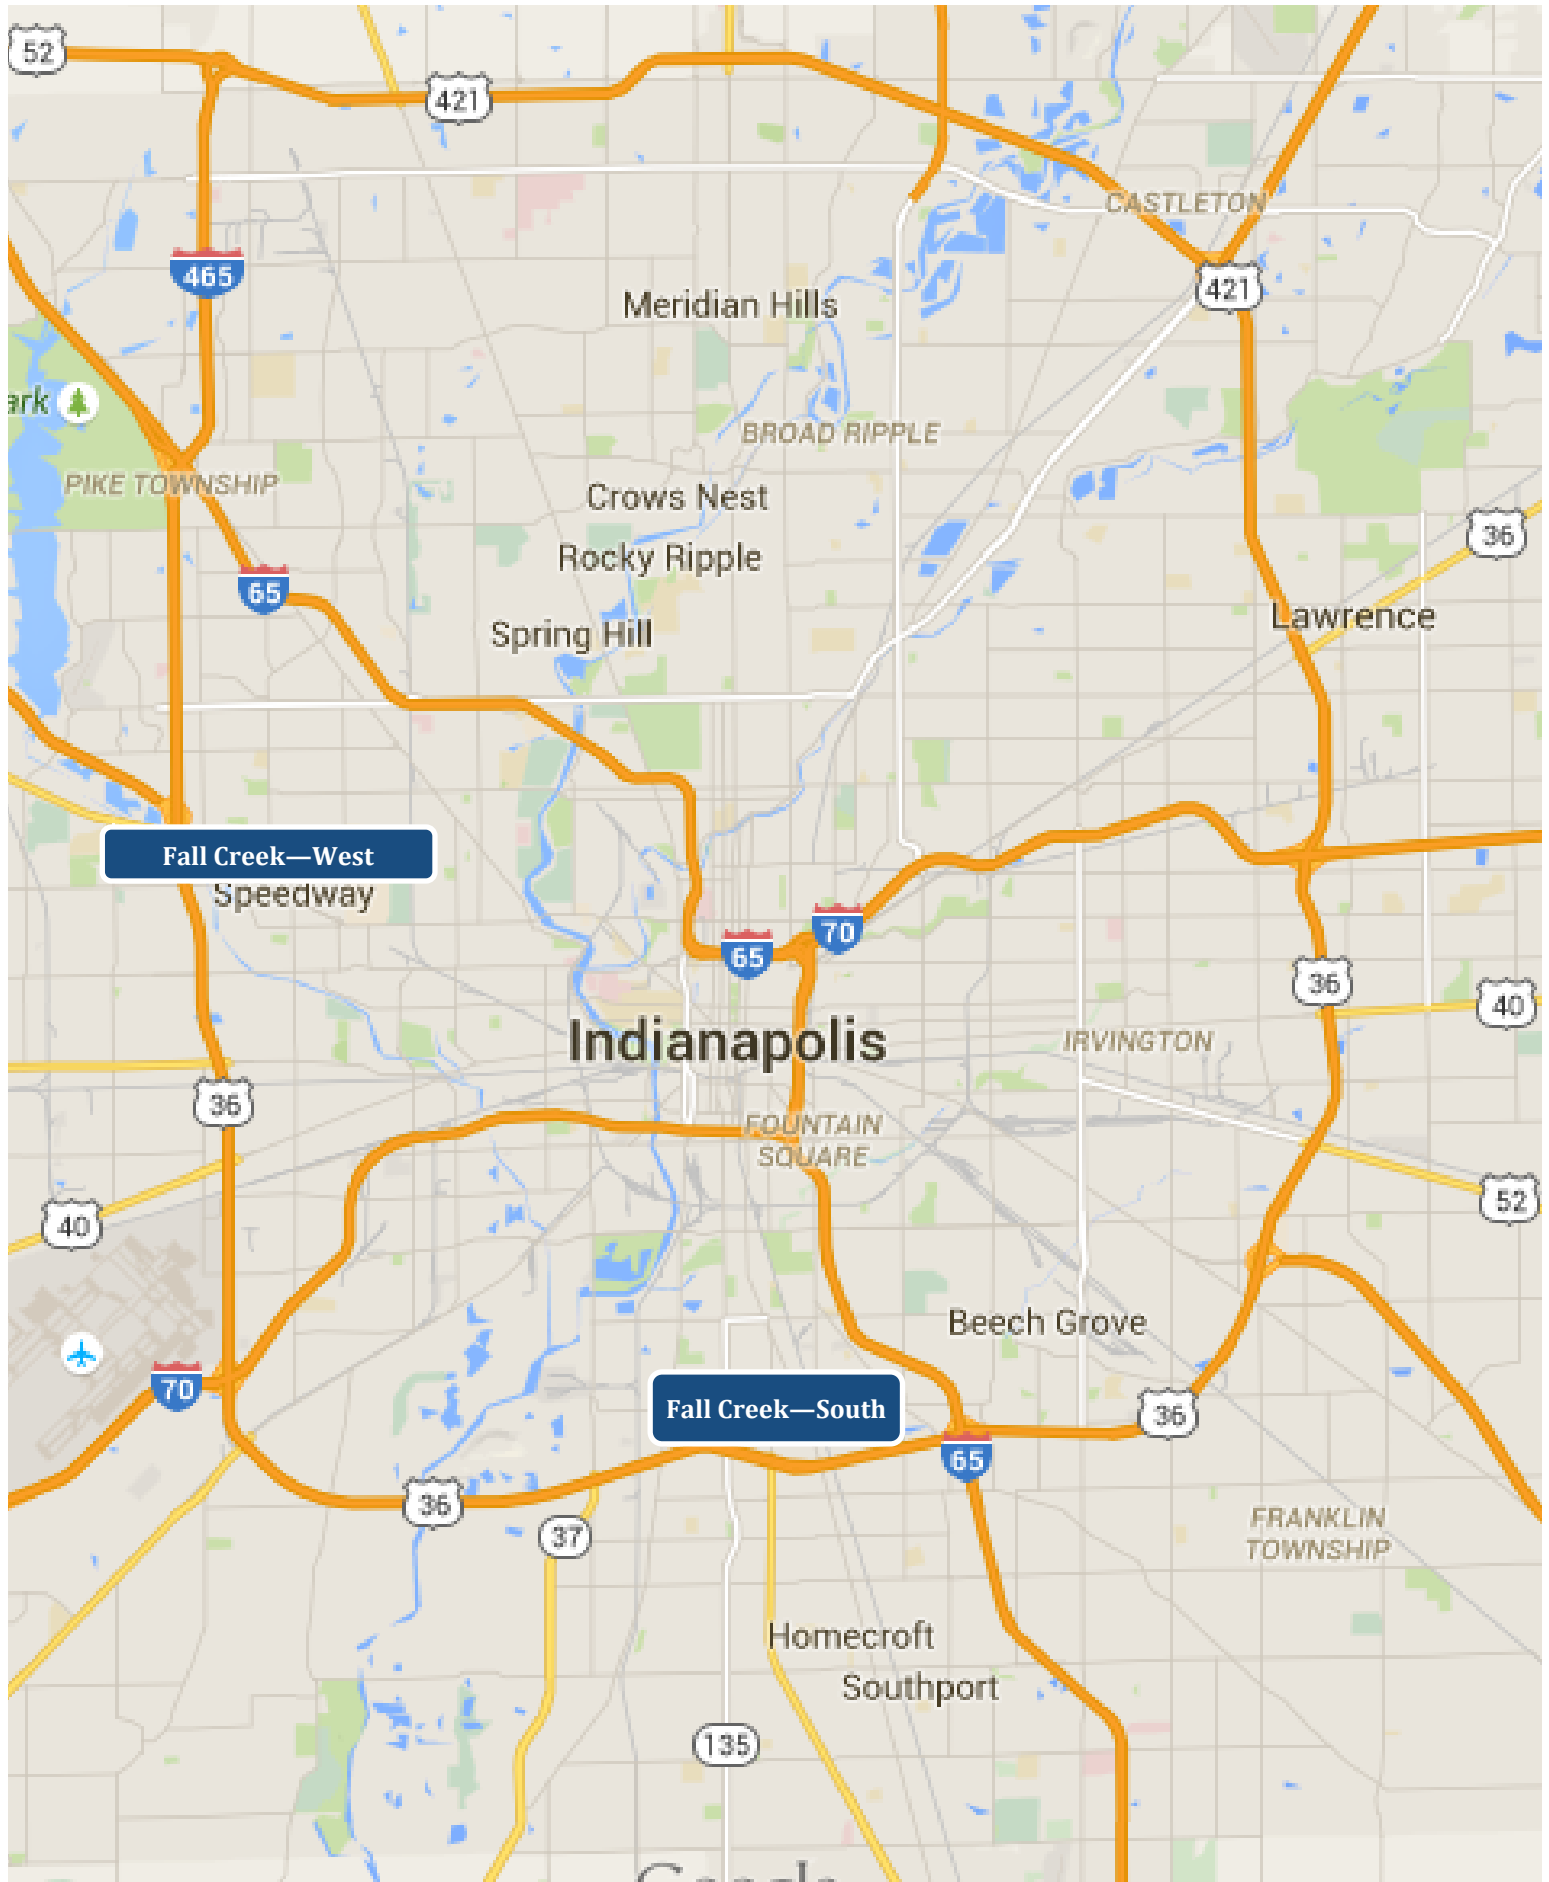 52
421
CASTLETON
465
421
Meridian Hills
ark
BROAD RIPPLE
PIKE TOWNSHIP
Crows Nest
36
Rocky Ripple
65
Lawrence
Spring Hill
Fall Creek—West
Speedway
70
65
36
40
Indianapolis
IRVINGTON
36
FOUNTAIN
SQUARE
52
40
Beech Grove
70
Fall Creek—South
36
65
36
37
FRANKLIN
TOWNSHIP
Homecroft
Southport
135